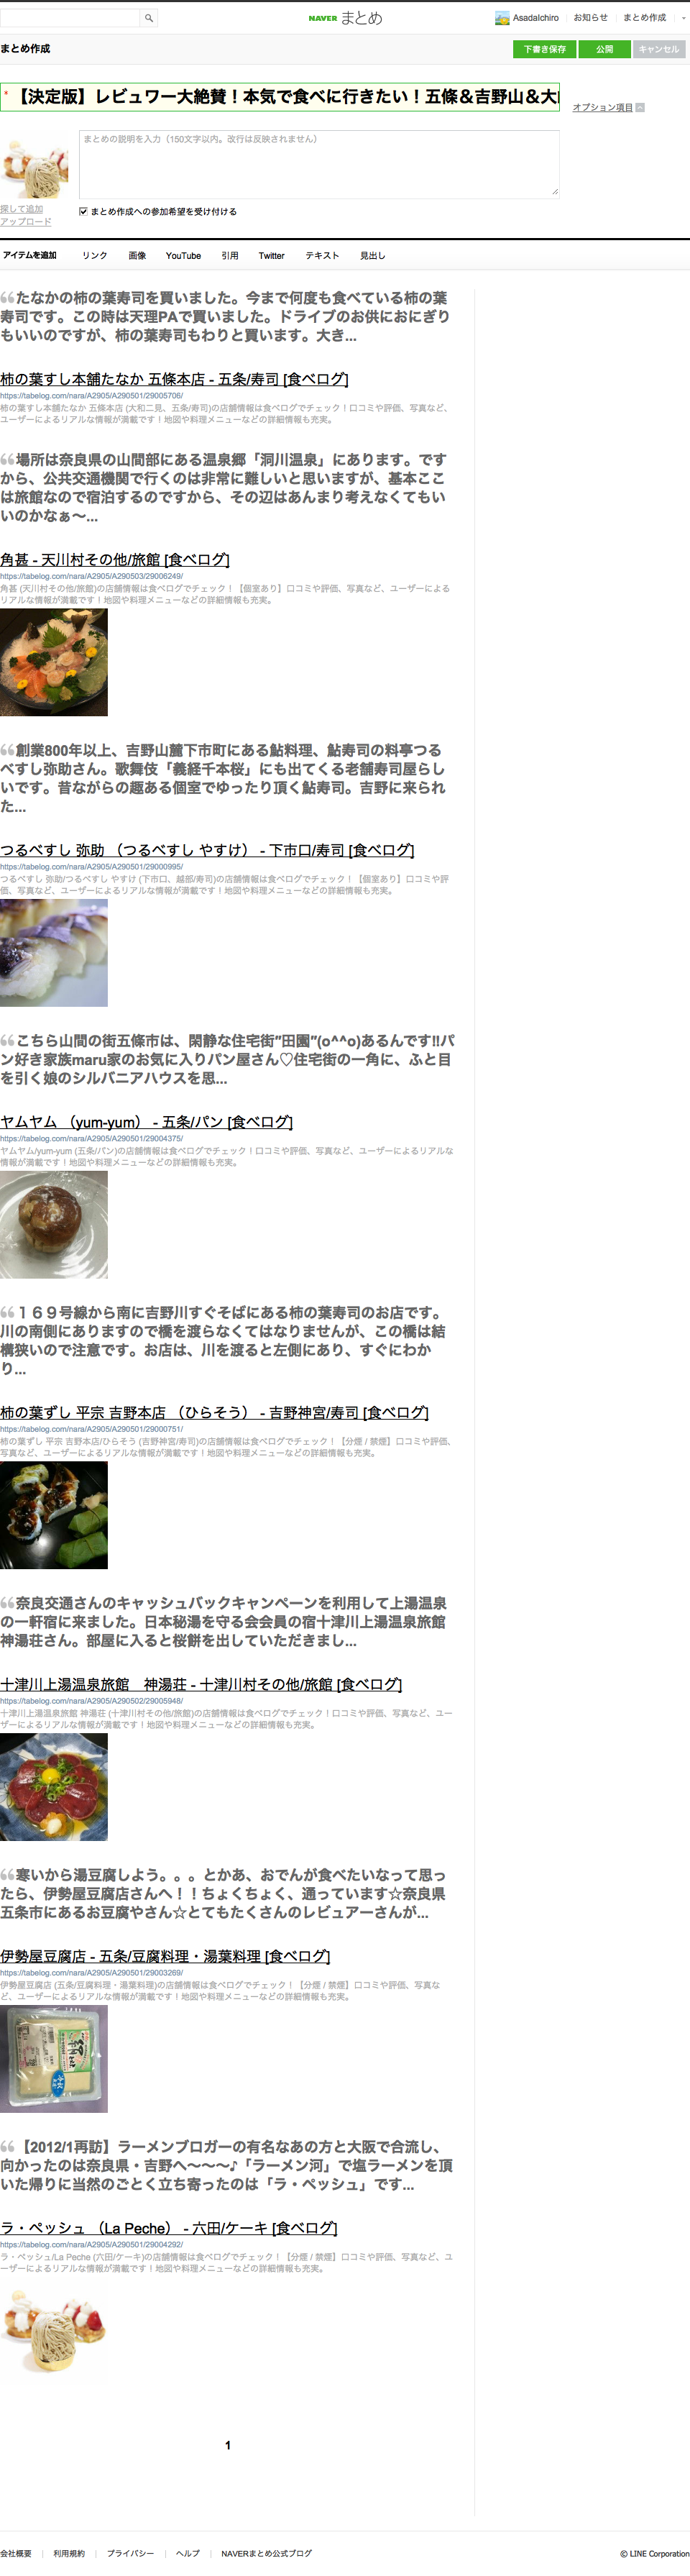 NAVER まとめ
AsadaIchiro お知らせ まとめ作成
まとめ作成
下書き保存 公開 キャンセル
* 【決定版】レビュワー大絶賛！本気で食べに行きたい！五條＆吉野山＆大
オプション項目
まとめの説明を入力（150文字以内。改行は反映されません）
探して追加
アップロード
まとめ作成への参加希望を受け付ける
アイテムを追加 リンク 画像 YouTube 引用 Twitter テキスト 見出し
たなかの柿の葉寿司を買いました。今まで何度も食べている柿の葉
寿司です。この時は天理PAで買いました。ドライブのお供におにぎり
もいいのですが、柿の葉寿司もわりと買います。大き...
柿の葉すし本舗たなか 五條本店 - 五条/寿司 [食べログ]
https://tabelog.com/nara/A2905/A290501/29005706/
柿の葉すし本舗たなか 五條本店 (大和二見、五条/寿司)の店舗情報は食べログでチェック！口コミや評価、写真など、
ユーザーによるリアルな情報が満載です！地図や料理メニューなどの詳細情報も充実。
場所は奈良県の山間部にある温泉郷「洞川温泉」にあります。です
から、公共交通機関で行くのは非常に難しいと思いますが、基本ここ
は旅館なので宿泊するのですから、その辺はあんまり考えなくてもい
いのかなぁ〜...
角甚 - 天川村その他/旅館 [食べログ]
https://tabelog.com/nara/A2905/A290503/29006249/
角甚 (天川村その他/旅館)の店舗情報は食べログでチェック！【個室あり】口コミや評価、写真など、ユーザーによる
リアルな情報が満載です！地図や料理メニューなどの詳細情報も充実。
創業800年以上、吉野山麓下市町にある鮎料理、鮎寿司の料亭つる
べすし弥助さん。歌舞伎「義経千本桜」にも出てくる老舗寿司屋らし
いです。昔ながらの趣ある個室でゆったり頂く鮎寿司。吉野に来られ
た...
つるべすし 弥助 （つるべすし やすけ） - 下市口/寿司 [食べログ]
https://tabelog.com/nara/A2905/A290501/29000995/
つるべすし 弥助/つるべすし やすけ (下市口、越部/寿司)の店舗情報は食べログでチェック！【個室あり】口コミや評
価、写真など、ユーザーによるリアルな情報が満載です！地図や料理メニューなどの詳細情報も充実。
こちら山間の街五條市は、閑静な住宅街″田園″(o^^o)あるんです‼パ
ン好き家族maru家のお気に入りパン屋さん♡住宅街の一角に、ふと目
を引く娘のシルバニアハウスを思...
ヤムヤム （yum-yum） - 五条/パン [食べログ]
https://tabelog.com/nara/A2905/A290501/29004375/
ヤムヤム/yum-yum (五条/パン)の店舗情報は食べログでチェック！口コミや評価、写真など、ユーザーによるリアルな
情報が満載です！地図や料理メニューなどの詳細情報も充実。
１６９号線から南に吉野川すぐそばにある柿の葉寿司のお店です。
川の南側にありますので橋を渡らなくてはなりませんが、この橋は結
構狭いので注意です。お店は、川を渡ると左側にあり、すぐにわか
り...
柿の葉ずし 平宗 吉野本店 （ひらそう） - 吉野神宮/寿司 [食べログ]
https://tabelog.com/nara/A2905/A290501/29000751/
柿の葉ずし 平宗 吉野本店/ひらそう (吉野神宮/寿司)の店舗情報は食べログでチェック！【分煙 / 禁煙】口コミや評価、
写真など、ユーザーによるリアルな情報が満載です！地図や料理メニューなどの詳細情報も充実。
奈良交通さんのキャッシュバックキャンペーンを利用して上湯温泉
の一軒宿に来ました。日本秘湯を守る会会員の宿十津川上湯温泉旅館
神湯荘さん。部屋に入ると桜餅を出していただきまし...
十津川上湯温泉旅館　神湯荘 - 十津川村その他/旅館 [食べログ]
https://tabelog.com/nara/A2905/A290502/29005948/
十津川上湯温泉旅館 神湯荘 (十津川村その他/旅館)の店舗情報は食べログでチェック！口コミや評価、写真など、ユー
ザーによるリアルな情報が満載です！地図や料理メニューなどの詳細情報も充実。
寒いから湯豆腐しよう。。。とかあ、おでんが食べたいなって思っ
たら、伊勢屋豆腐店さんへ！！ちょくちょく、通っています☆奈良県
五条市にあるお豆腐やさん☆とてもたくさんのレビュアーさんが...
伊勢屋豆腐店 - 五条/豆腐料理・湯葉料理 [食べログ]
https://tabelog.com/nara/A2905/A290501/29003269/
伊勢屋豆腐店 (五条/豆腐料理・湯葉料理)の店舗情報は食べログでチェック！【分煙 / 禁煙】口コミや評価、写真な
ど、ユーザーによるリアルな情報が満載です！地図や料理メニューなどの詳細情報も充実。
【2012/1再訪】ラーメンブロガーの有名なあの方と大阪で合流し、
向かったのは奈良県・吉野へ〜〜〜♪「ラーメン河」で塩ラーメンを頂
いた帰りに当然のごとく立ち寄ったのは「ラ・ペッシュ」です...
ラ・ペッシュ （La Peche） - 六田/ケーキ [食べログ]
https://tabelog.com/nara/A2905/A290501/29004292/
ラ・ペッシュ/La Peche (六田/ケーキ)の店舗情報は食べログでチェック！【分煙 / 禁煙】口コミや評価、写真など、ユ
ーザーによるリアルな情報が満載です！地図や料理メニューなどの詳細情報も充実。
1
会社概要 利用規約 プライバシー ヘルプ NAVERまとめ公式ブログ
© LINE Corporation